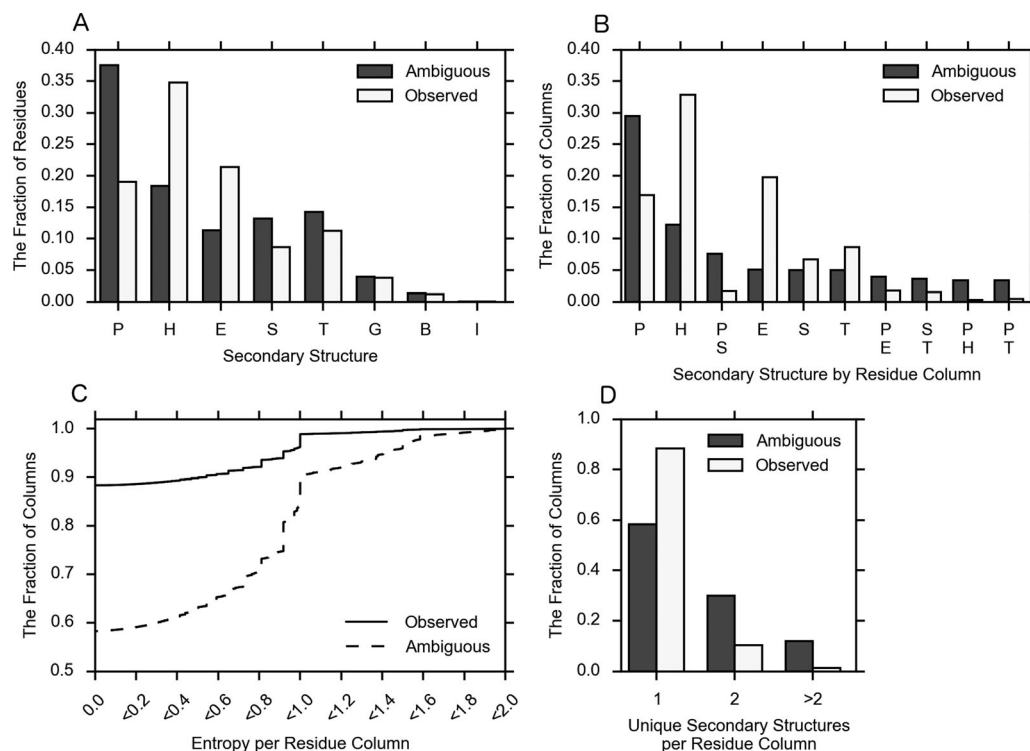 A
0.40
0.35
0.30
0.25
0.20
0.15
0.10
0.05
0.00
The Fraction of Residues
Ambiguous
Observed
P H E S T G B I
Secondary Structure
B
0.40
0.35
0.30
0.25
0.20
0.15
0.10
0.05
0.00
The Fraction of Columns
Ambiguous
Observed
P H P E S T P S P P
S E T H T
Secondary Structure by Residue Column
C
1.0
0.9
0.8
0.7
0.6
0.5
The Fraction of Columns
Observed
Ambiguous
0.0 <0.2 <0.4 <0.6 <0.8 <1.0 <1.2 <1.4 <1.6 <1.8 <2.0
Entropy per Residue Column
D
1.0
0.8
0.6
0.4
0.2
0.0
The Fraction of Columns
Ambiguous
Observed
1 2 >2
Unique Secondary Structures
per Residue Column